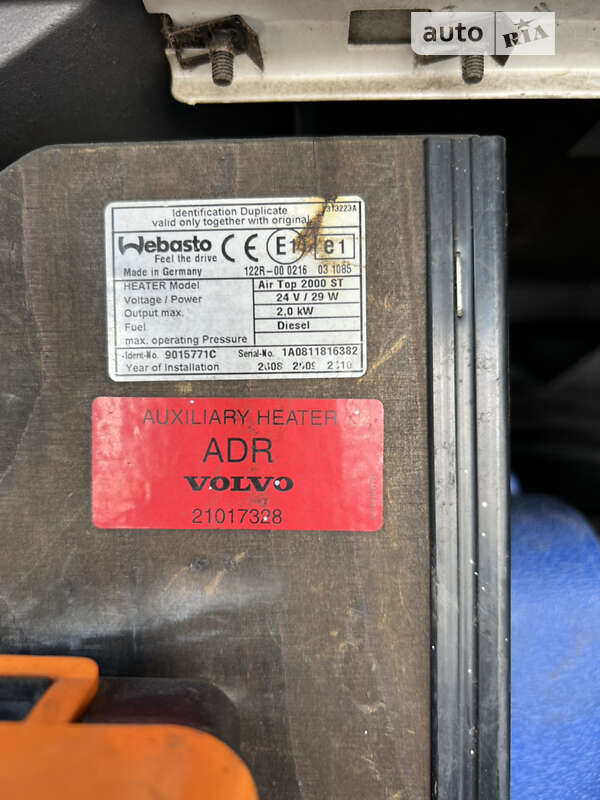 auto RIA
Identification Duplicate
valid only together with original
Webasto CE E1 e1
Feel the drive
Made in Germany 122R-00 0216 03 1085
HEATER Model Air Top 2000 ST
Voltage / Power 24 V / 29 W
Output max. 2,0 kW
Fuel Diesel
max. operating Pressure
Ident-No. 9015771C Serial-No. 1A0811816382
Year of Installation 2008 2009 2010
AUXILIARY HEATER
ADR
VOLVO
21017328